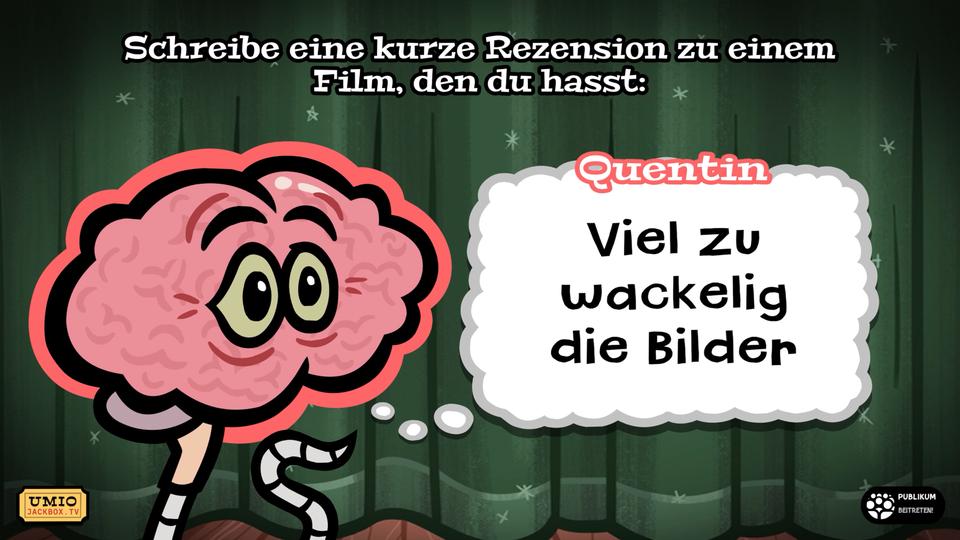 Schreibe eine kurze Rezension zu einem
Film, den du hasst:
Quentin
Viel zu
wackelig
die Bilder
UMIO
JACKBOX.TV
PUBLIKUM
BEITRETEN!